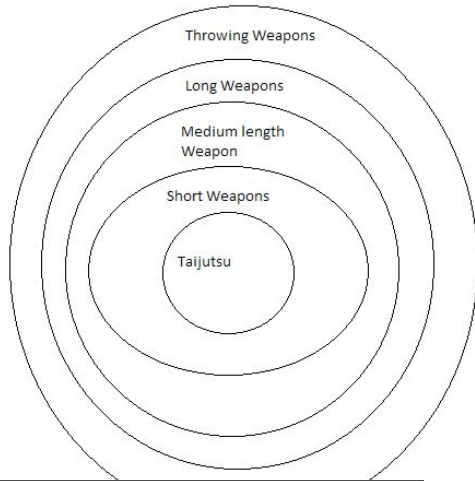 Throwing Weapons
Long Weapons
Medium length
Weapon
Short Weapons
Taijutsu